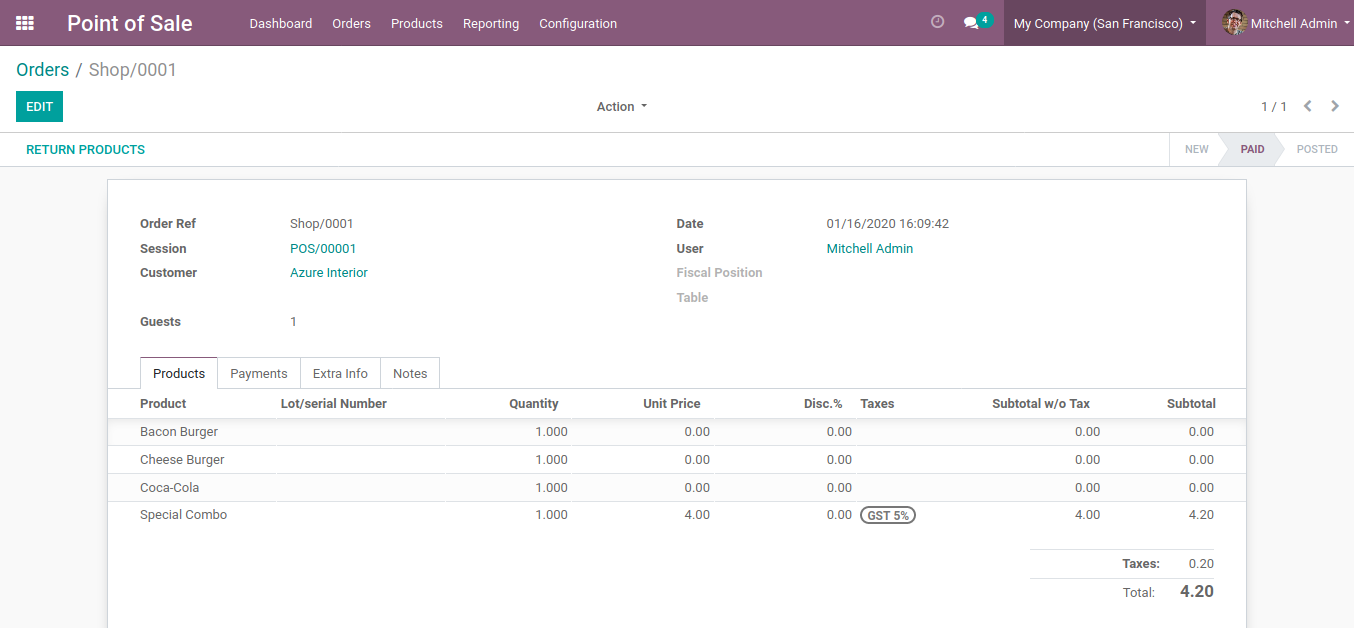 Point of Sale Dashboard Orders Products Reporting Configuration 4 My Company (San Francisco) Mitchell Admin
Orders / Shop/0001
EDIT Action 1 / 1
RETURN PRODUCTS NEW PAID POSTED
Order Ref Shop/0001 Date 01/16/2020 16:09:42
Session POS/00001 User Mitchell Admin
Customer Azure Interior Fiscal Position
Table
Guests 1
Products Payments Extra Info Notes
Product Lot/serial Number Quantity Unit Price Disc.% Taxes Subtotal w/o Tax Subtotal
Bacon Burger 1.000 0.00 0.00 0.00 0.00
Cheese Burger 1.000 0.00 0.00 0.00 0.00
Coca-Cola 1.000 0.00 0.00 0.00 0.00
Special Combo 1.000 4.00 0.00 GST 5% 4.00 4.20
Taxes: 0.20
Total: 4.20